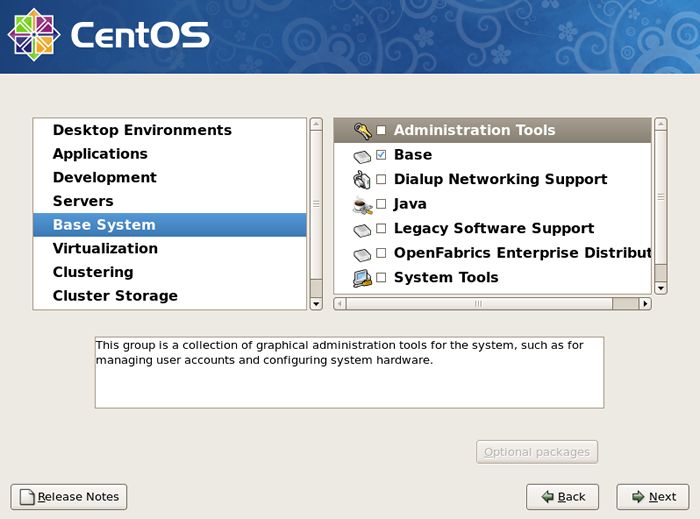 CentOS
Desktop Environments
Applications
Development
Servers
Base System
Virtualization
Clustering
Cluster Storage
Administration Tools
Base
Dialup Networking Support
Java
Legacy Software Support
OpenFabrics Enterprise Distribut
System Tools
This group is a collection of graphical administration tools for the system, such as for
managing user accounts and configuring system hardware.
Optional packages
Release Notes
Back
Next